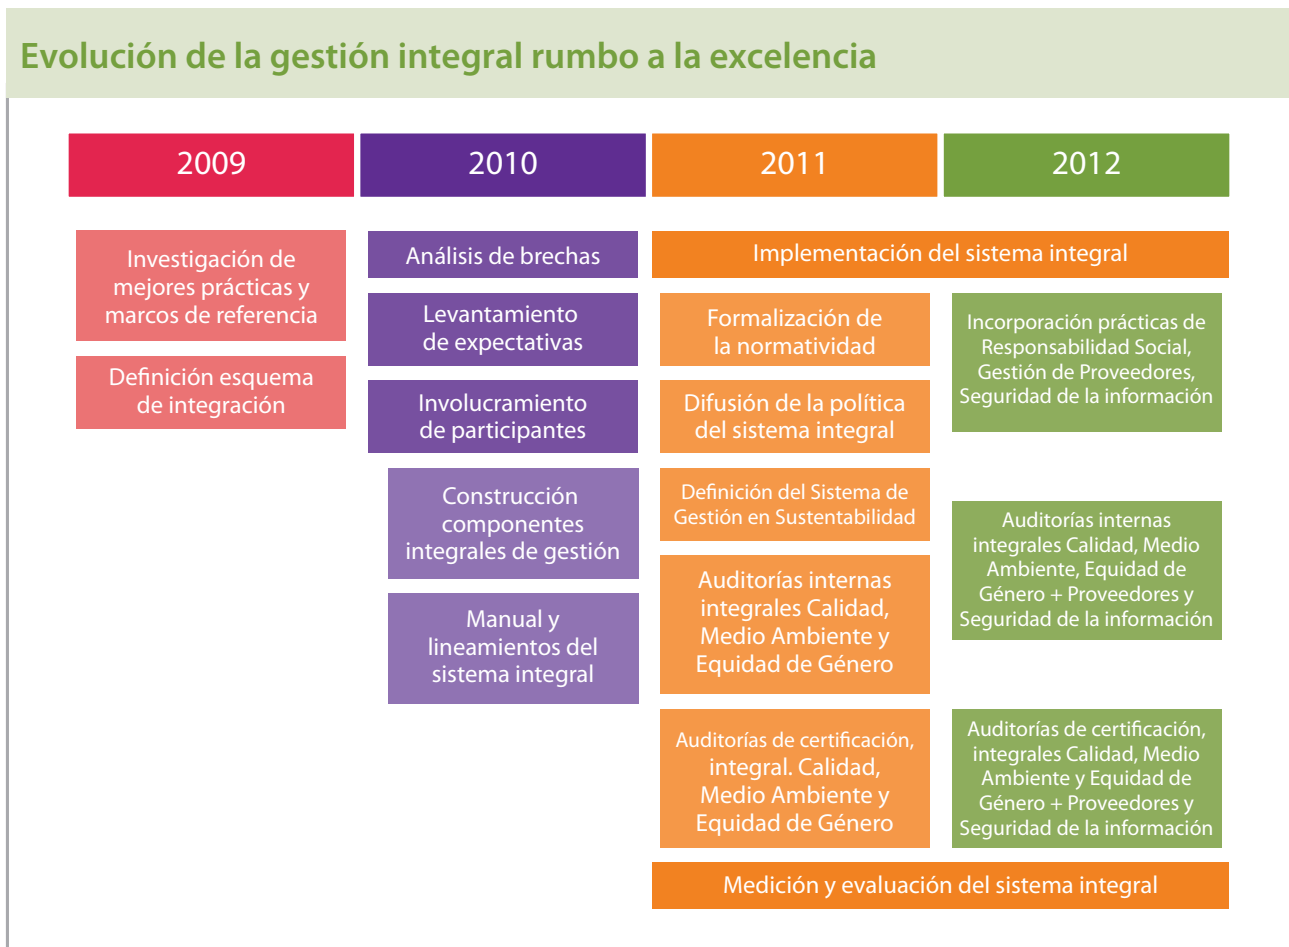 Evolución de la gestión integral rumbo a la excelencia
2009
Investigación de
mejores prácticas y
marcos de referencia
Definición esquema
de integración
2010
Análisis de brechas
Levantamiento
de expectativas
Involucramiento
de participantes
Construcción
componentes
integrales de gestión
Manual y
lineamientos del
sistema integral
2011
2012
Implementación del sistema integral
Formalización de
la normatividad
Difusión de la política
del sistema integral
Definición del Sistema de
Gestión en Sustentabilidad
Auditorías internas
integrales Calidad,
Medio Ambiente y
Equidad de Género
Auditorías de certificación,
integral. Calidad,
Medio Ambiente y
Equidad de Género
Incorporación prácticas de
Responsabilidad Social,
Gestión de Proveedores,
Seguridad de la información
Auditorías internas
integrales Calidad, Medio
Ambiente, Equidad de
Género + Proveedores y
Seguridad de la información
Auditorías de certificación,
integrales Calidad, Medio
Ambiente y Equidad de
Género + Proveedores y
Seguridad de la información
Medición y evaluación del sistema integral